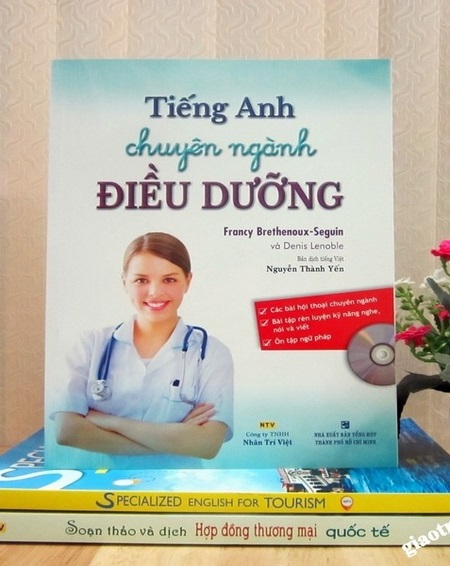 Tiếng Anh
chuyên ngành
ĐIỀU DƯỠNG
Francy Brethenoux-Seguin
và Denis Lenoble
Bản dịch tiếng Việt
Nguyễn Thành Yến
Các bài hội thoại chuyên ngành
Bài tập rèn luyện kỹ năng nghe,
nói và viết
Ôn tập ngữ pháp
NTV
Công ty TNHH
Nhân Trí Việt
NHÀ XUẤT BẢN TỔNG HỢP
THÀNH PHỐ HỒ CHÍ MINH
SPECIALIZED ENGLISH FOR TOURISM
Soạn thảo và dịch Hợp đồng thương mại quốc tế